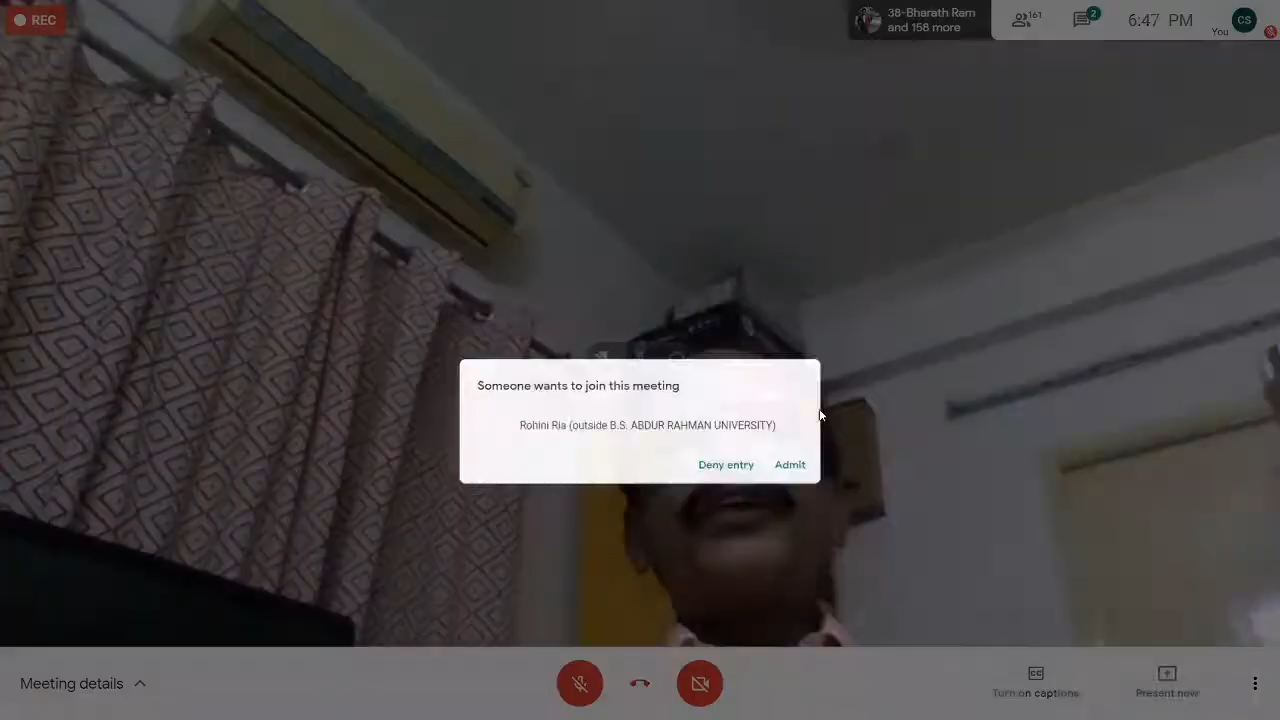 REC
38-Bharath Ram
and 158 more
161
2
6:47 PM
You
CS
Someone wants to join this meeting
Rohini Ria (outside B.S. ABDUR RAHMAN UNIVERSITY)
Deny entry
Admit
Meeting details
CC
Turn on captions
Present now